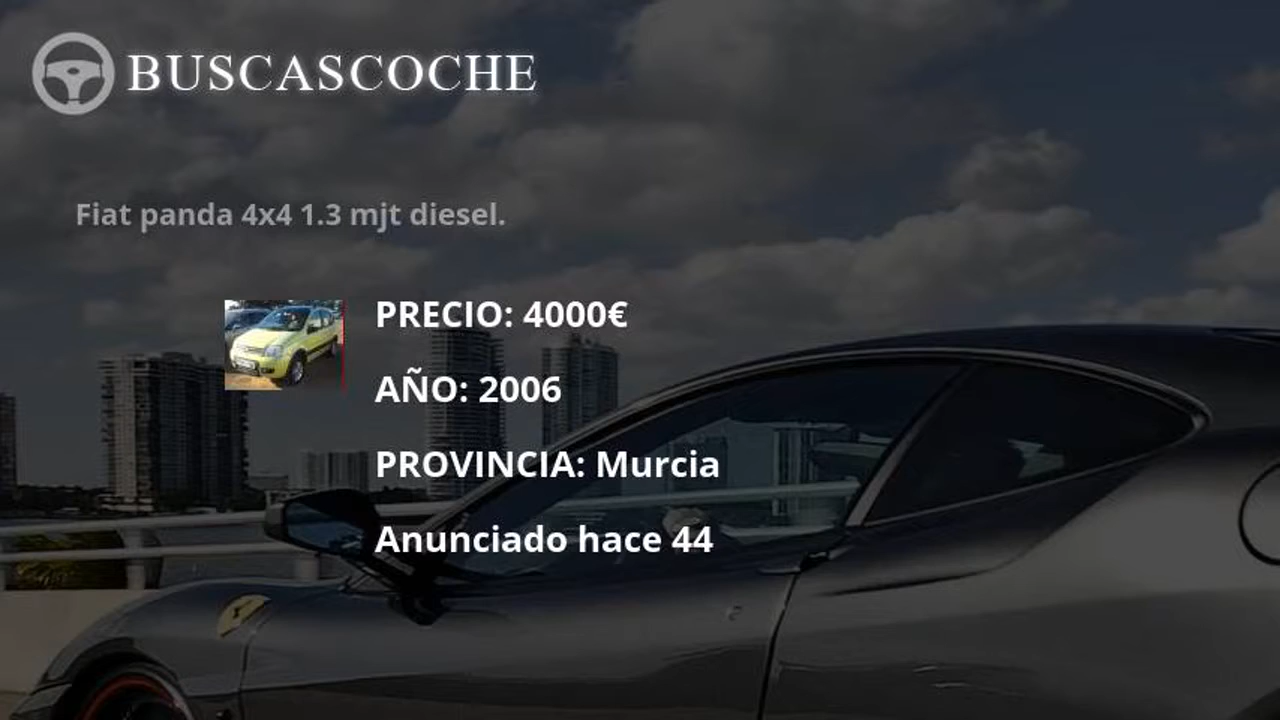 BUSCASCOCHE
Fiat panda 4x4 1.3 mjt diesel.
PRECIO: 4000€
AÑO: 2006
PROVINCIA: Murcia
Anunciado hace 44